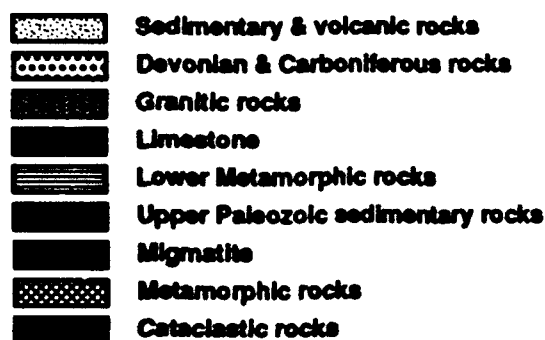 Sedimentary & volcanic rocks
Devonian & Carboniferous rocks
Granitic rocks
Limestone
Lower Metamorphic rocks
Upper Paleozoic sedimentary rocks
Migmatite
Metamorphic rocks
Cataclastic rocks